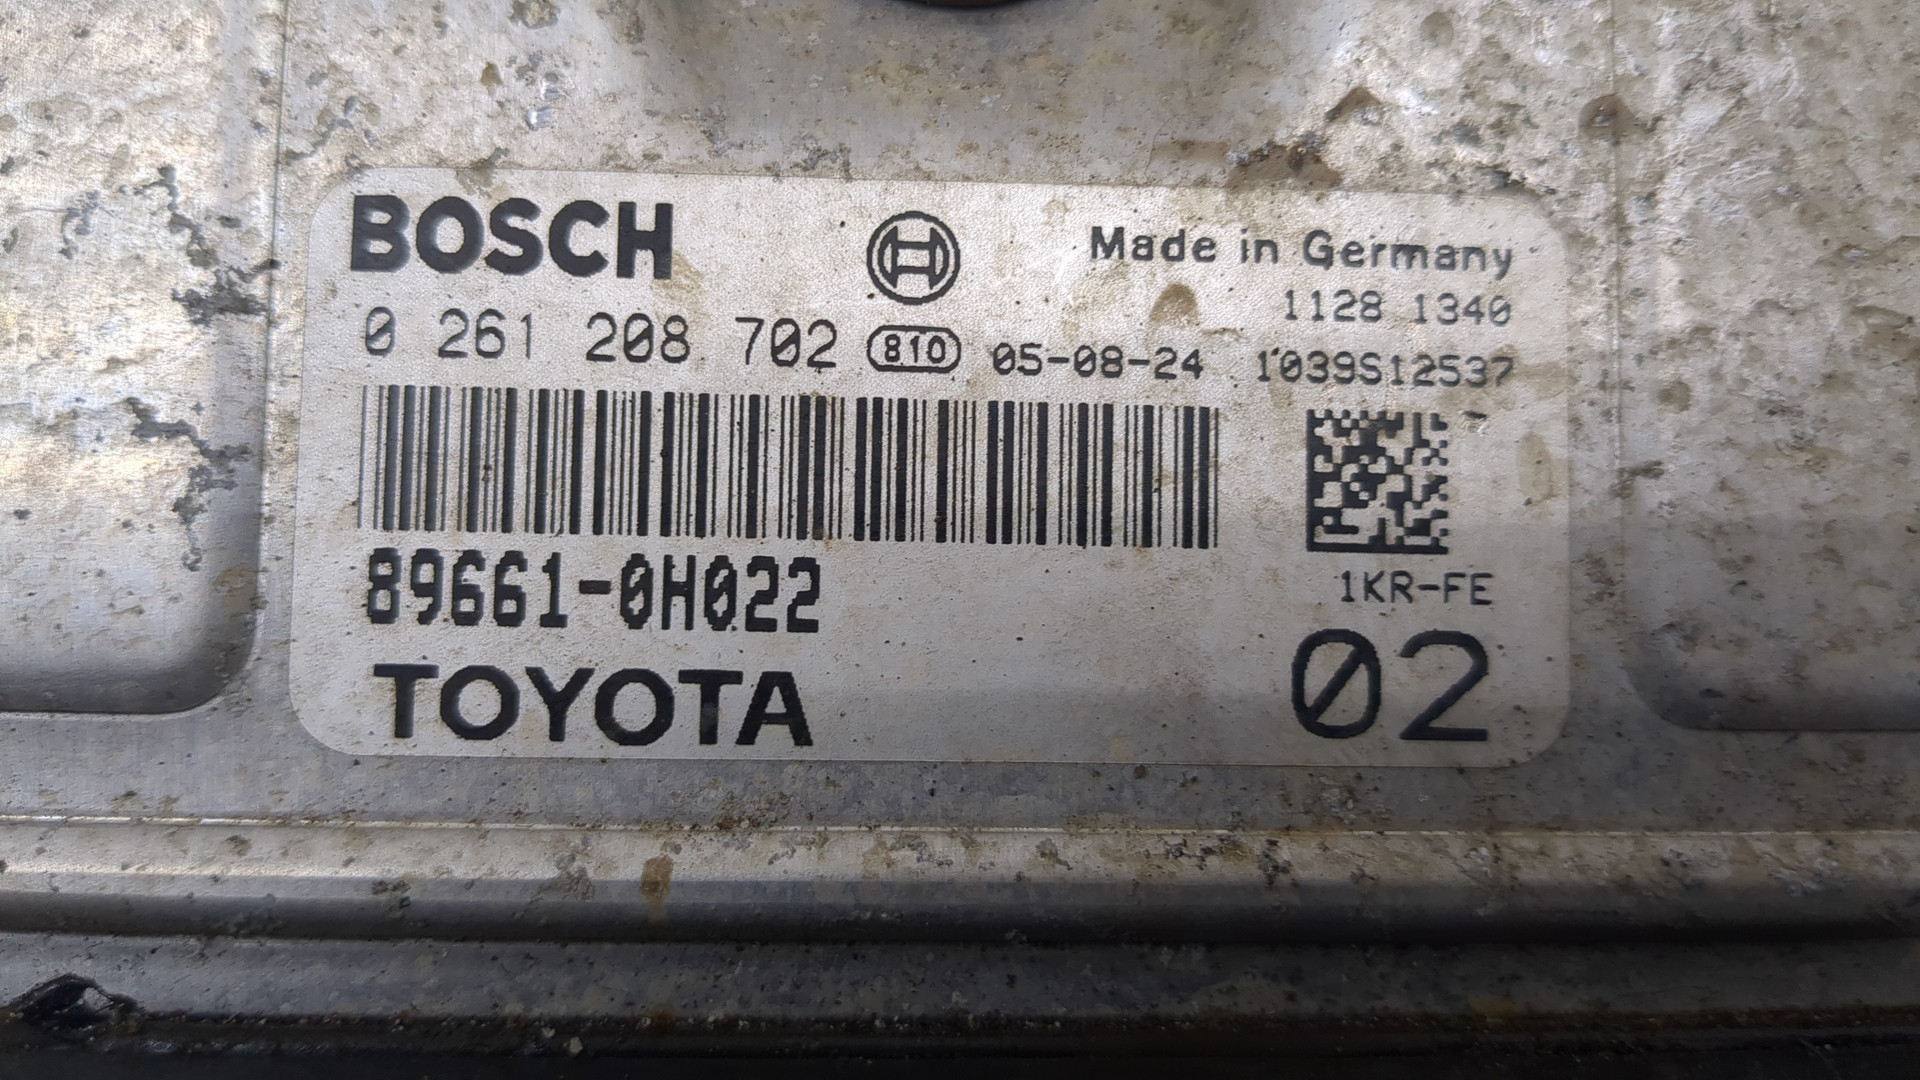 BOSCH
Made in Germany
1128 1340
0 261 208 702 810 05-08-24 1039S12537
89661-0H022
1KR-FE
TOYOTA
02